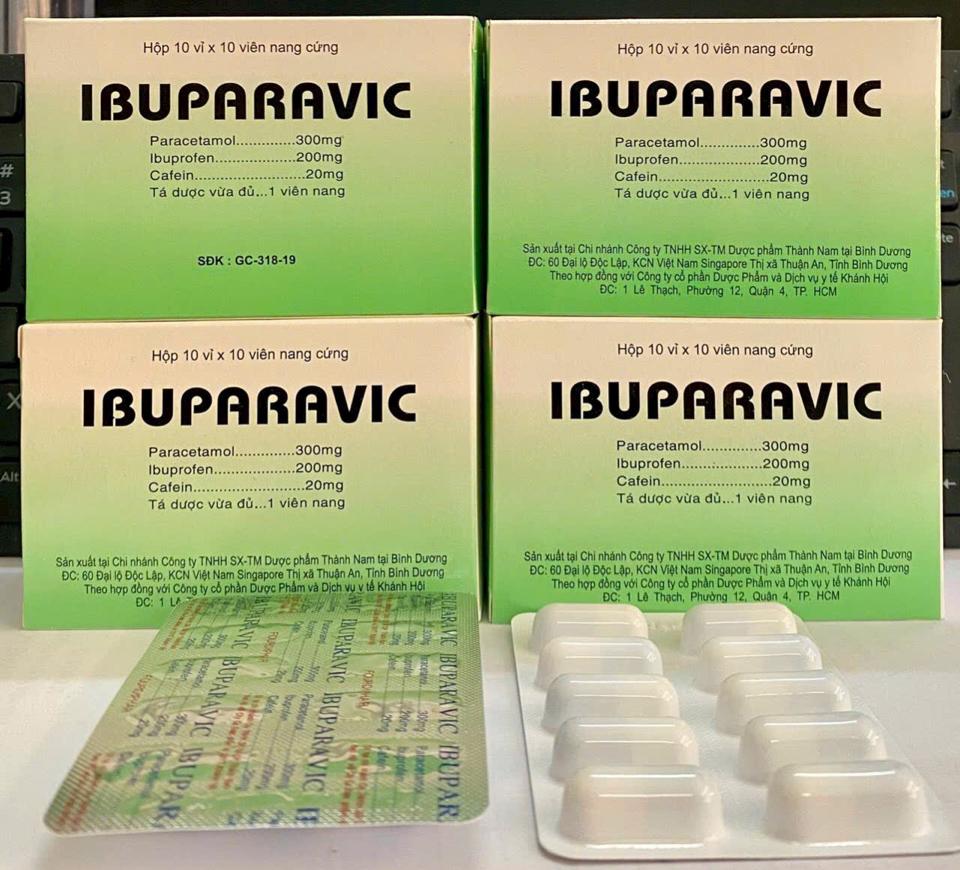 Hộp 10 vỉ x 10 viên nang cứng
IBUPARAVIC
Paracetamol.............300mg
Ibuprofen....................200mg
Cafein...........................20mg
Tá dược vừa đủ...1 viên nang
SĐK : GC-318-19
Hộp 10 vỉ x 10 viên nang cứng
IBUPARAVIC
Paracetamol.............300mg
Ibuprofen....................200mg
Cafein...........................20mg
Tá dược vừa đủ...1 viên nang
Sản xuất tại Chi nhánh Công ty TNHH SX-TM Dược phẩm Thành Nam tại Bình Dương
ĐC: 60 Đại lộ Độc Lập, KCN Việt Nam Singapore Thị xã Thuận An, Tỉnh Bình Dương
Theo hợp đồng với Công ty cổ phần Dược Phẩm và Dịch vụ y tế Khánh Hội
ĐC: 1 Lê Thạch, Phường 12, Quận 4, TP. HCM
Hộp 10 vỉ x 10 viên nang cứng
IBUPARAVIC
Paracetamol.............300mg
Ibuprofen....................200mg
Cafein...........................20mg
Tá dược vừa đủ...1 viên nang
Sản xuất tại Chi nhánh Công ty TNHH SX-TM Dược phẩm Thành Nam tại Bình Dương
ĐC: 60 Đại lộ Độc Lập, KCN Việt Nam Singapore Thị xã Thuận An, Tỉnh Bình Dương
Theo hợp đồng với Công ty cổ phần Dược Phẩm và Dịch vụ y tế Khánh Hội
ĐC: 1
Hộp 10 vỉ x 10 viên nang cứng
IBUPARAVIC
Paracetamol.............300mg
Ibuprofen....................200mg
Cafein...........................20mg
Tá dược vừa đủ...1 viên nang
Sản xuất tại Chi nhánh Công ty TNHH SX-TM Dược phẩm Thành Nam tại Bình Dương
ĐC: 60 Đại lộ Độc Lập, KCN Việt Nam Singapore Thị xã Thuận An, Tỉnh Bình Dương
Theo hợp đồng với Công ty cổ phần Dược Phẩm và Dịch vụ y tế Khánh Hội
ĐC: 1 Lê Thạch, Phường 12, Quận 4, TP. HCM
IBUPARAVIC IBUPAR
IBUPARAVIC
IBUPARAVIC
#
3
X
Alt